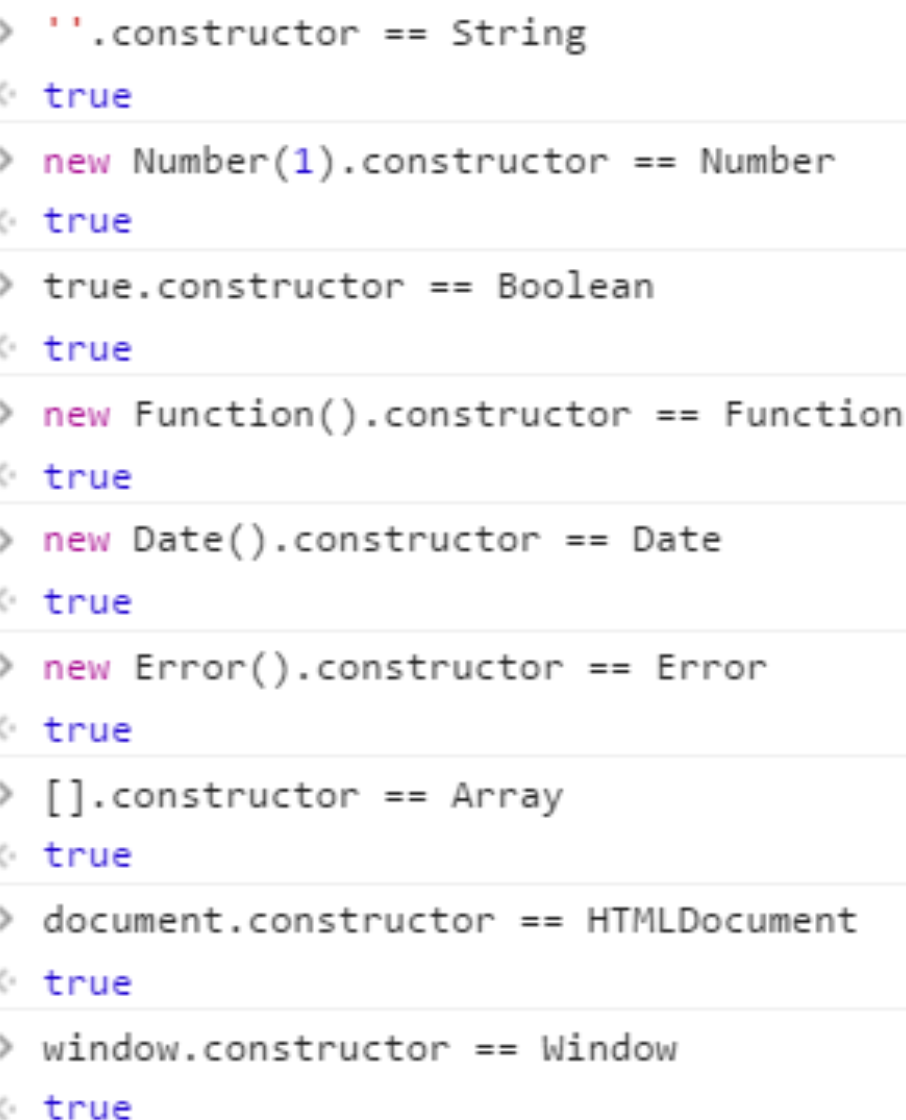 > ''.constructor == String
<· true
> new Number(1).constructor == Number
<· true
> true.constructor == Boolean
<· true
> new Function().constructor == Function
<· true
> new Date().constructor == Date
<· true
> new Error().constructor == Error
<· true
> [].constructor == Array
<· true
> document.constructor == HTMLDocument
<· true
> window.constructor == Window
<· true